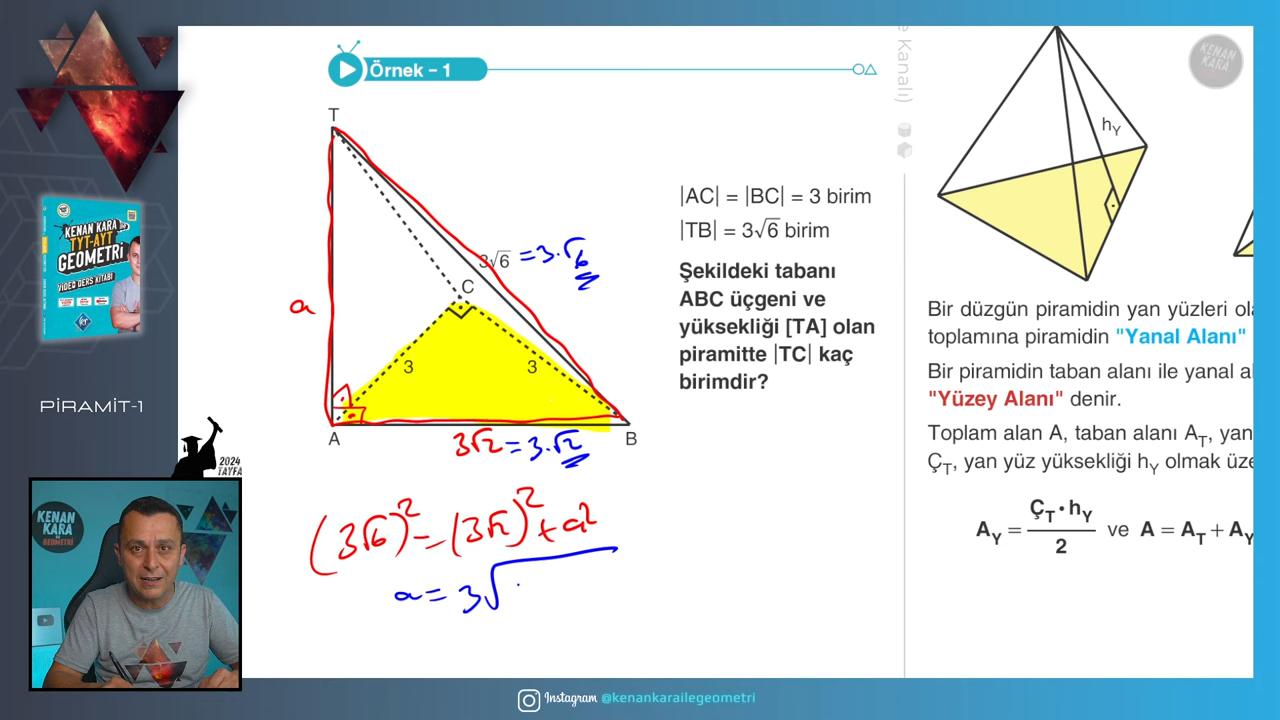 Örnek – 1
T
3√6 = 3.√6
C
a
3
3
A
B
3√2 = 3.√2
(3√6)² = (3√2)² + a²
a = 3√
|AC| = |BC| = 3 birim
|TB| = 3√6 birim
Şekildeki tabanı
ABC üçgeni ve
yüksekliği [TA] olan
piramitte |TC| kaç
birimdir?
e Kanalı)
KENAN
KARA
hY
Bir düzgün piramidin yan yüzleri ola
toplamına piramidin "Yanal Alanı"
Bir piramidin taban alanı ile yanal al
"Yüzey Alanı" denir.
Toplam alan A, taban alanı AT, yan
ÇT, yan yüz yüksekliği hY olmak üze
AY = ÇT • hY / 2 ve A = AT + AY
KENAN KARA ile
TYT-AYT
GEOMETRİ
VİDEO DERS KİTABI
PİRAMİT-1
2024
TAYFA
KENAN
KARA
GEOMETRİ
Instagram @kenankarailegeometri